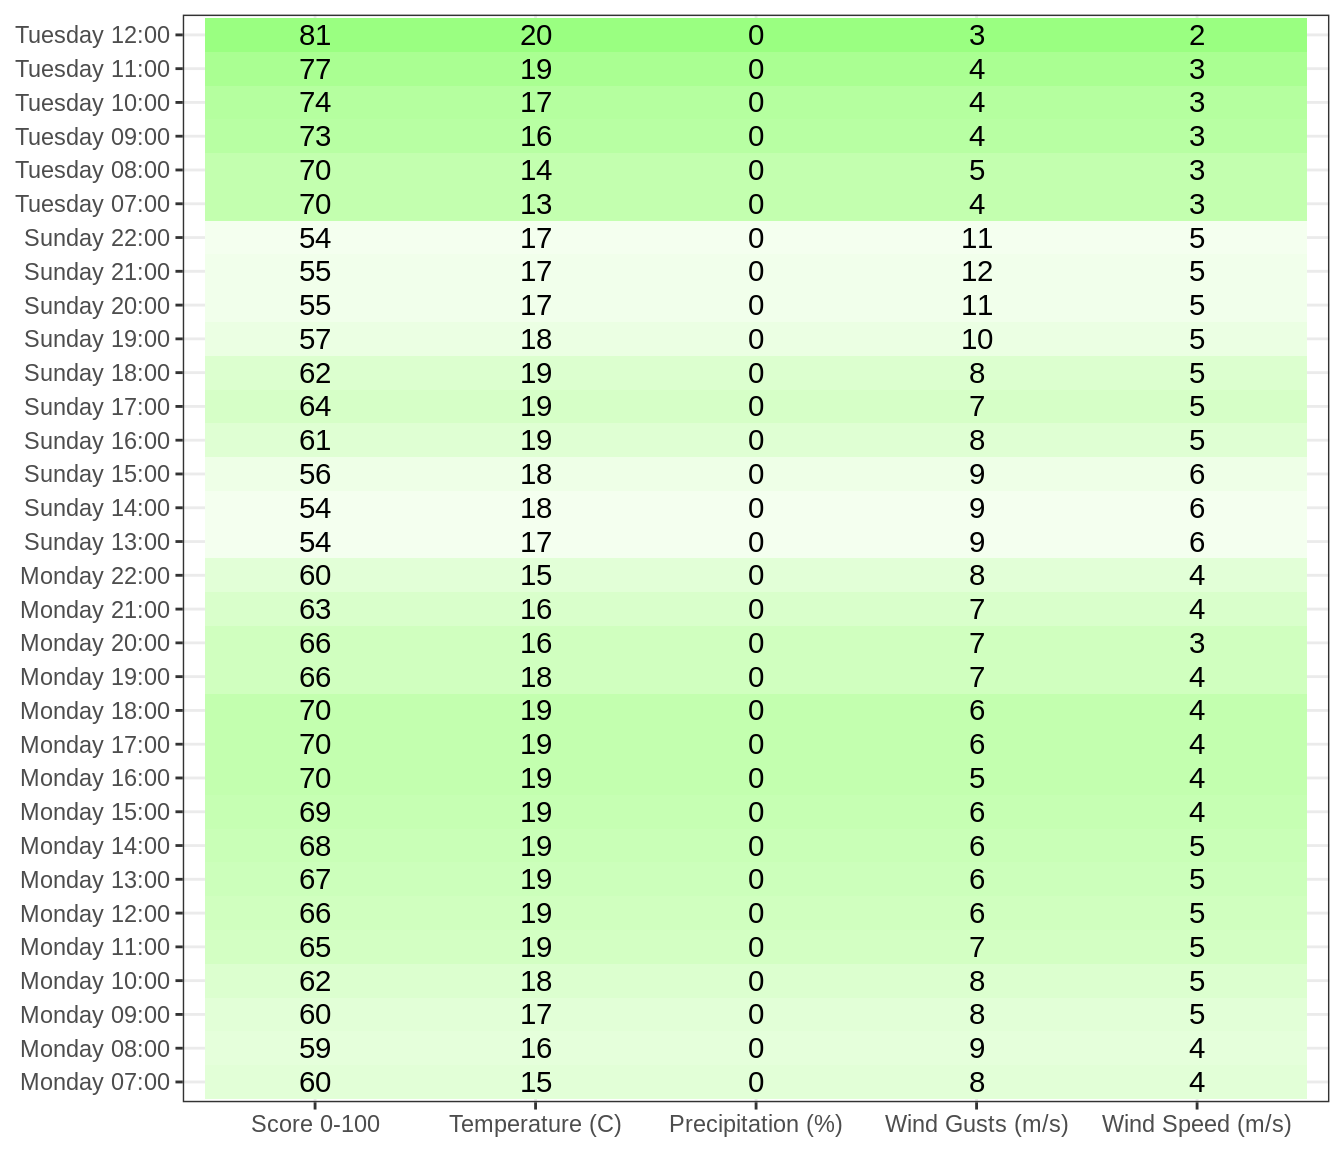 Tuesday 12:00 81 20 0 3 2
Tuesday 11:00 77 19 0 4 3
Tuesday 10:00 74 17 0 4 3
Tuesday 09:00 73 16 0 4 3
Tuesday 08:00 70 14 0 5 3
Tuesday 07:00 70 13 0 4 3
Sunday 22:00 54 17 0 11 5
Sunday 21:00 55 17 0 12 5
Sunday 20:00 55 17 0 11 5
Sunday 19:00 57 18 0 10 5
Sunday 18:00 62 19 0 8 5
Sunday 17:00 64 19 0 7 5
Sunday 16:00 61 19 0 8 5
Sunday 15:00 56 18 0 9 6
Sunday 14:00 54 18 0 9 6
Sunday 13:00 54 17 0 9 6
Monday 22:00 60 15 0 8 4
Monday 21:00 63 16 0 7 4
Monday 20:00 66 16 0 7 3
Monday 19:00 66 18 0 7 4
Monday 18:00 70 19 0 6 4
Monday 17:00 70 19 0 6 4
Monday 16:00 70 19 0 5 4
Monday 15:00 69 19 0 6 4
Monday 14:00 68 19 0 6 5
Monday 13:00 67 19 0 6 5
Monday 12:00 66 19 0 6 5
Monday 11:00 65 19 0 7 5
Monday 10:00 62 18 0 8 5
Monday 09:00 60 17 0 8 5
Monday 08:00 59 16 0 9 4
Monday 07:00 60 15 0 8 4
Score 0-100 Temperature (C) Precipitation (%) Wind Gusts (m/s) Wind Speed (m/s)